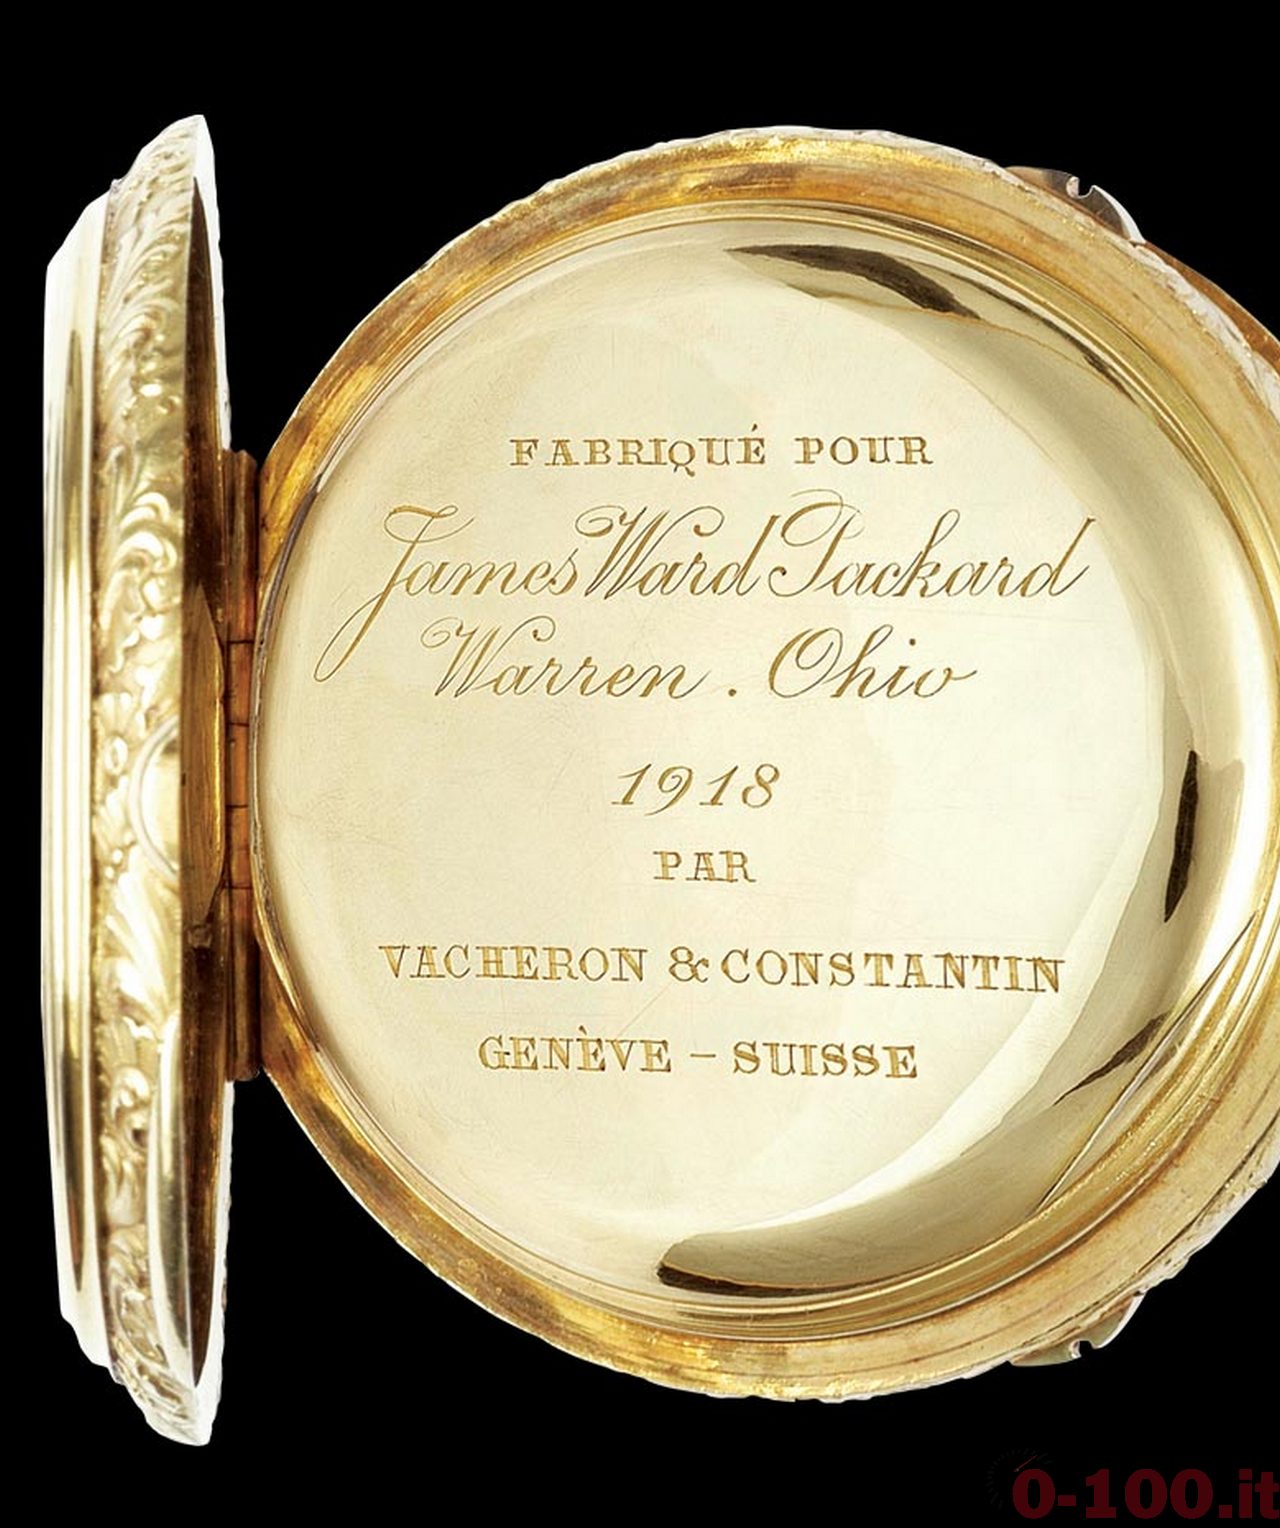 FABRIQUÉ POUR
James Ward Packard
Warren . Ohio
1918
PAR
VACHERON & CONSTANTIN
GENÈVE – SUISSE
0-100.it